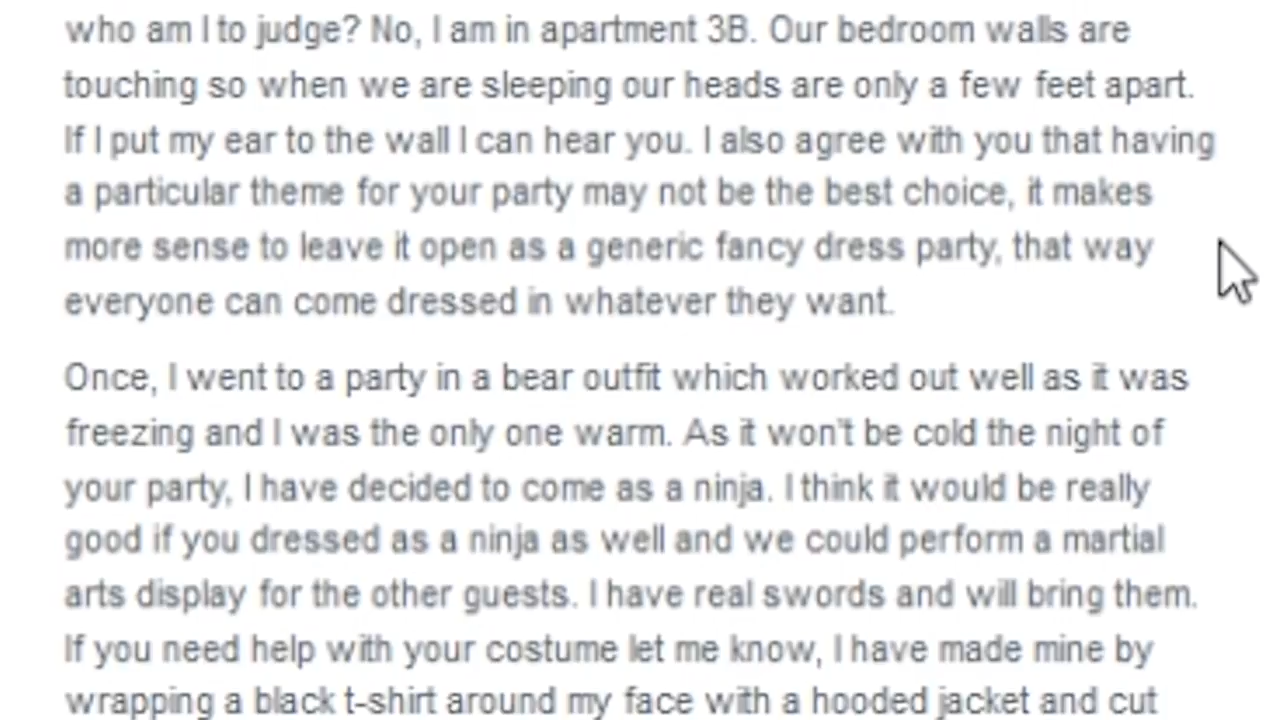 who am I to judge? No, I am in apartment 3B. Our bedroom walls are
touching so when we are sleeping our heads are only a few feet apart.
If I put my ear to the wall I can hear you. I also agree with you that having
a particular theme for your party may not be the best choice, it makes
more sense to leave it open as a generic fancy dress party, that way
everyone can come dressed in whatever they want.
Once, I went to a party in a bear outfit which worked out well as it was
freezing and I was the only one warm. As it won't be cold the night of
your party, I have decided to come as a ninja. I think it would be really
good if you dressed as a ninja as well and we could perform a martial
arts display for the other guests. I have real swords and will bring them.
If you need help with your costume let me know, I have made mine by
wrapping a black t-shirt around my face with a hooded jacket and cut